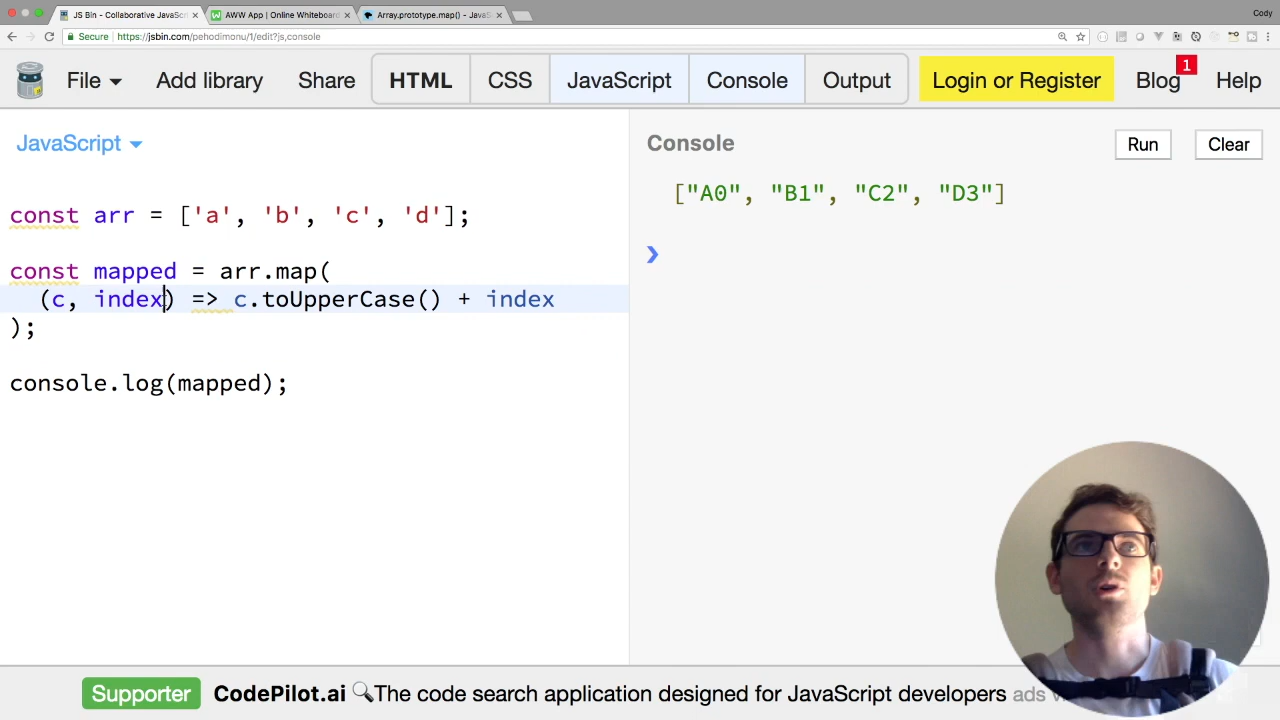 JS Bin - Collaborative JavaScri
AWW App | Online Whiteboard
Array.prototype.map() - JavaS
Cody
Secure | https://jsbin.com/pehodimonu/1/edit?js,console
File
Add library
Share
HTML
CSS
JavaScript
Console
Output
Login or Register
Blog
1
Help
JavaScript
Console
Run
Clear
const arr = ['a', 'b', 'c', 'd'];
const mapped = arr.map(
(c, index) => c.toUpperCase() + index
);
console.log(mapped);
["A0", "B1", "C2", "D3"]
Supporter
CodePilot.ai 🔍The code search application designed for JavaScript developers ads